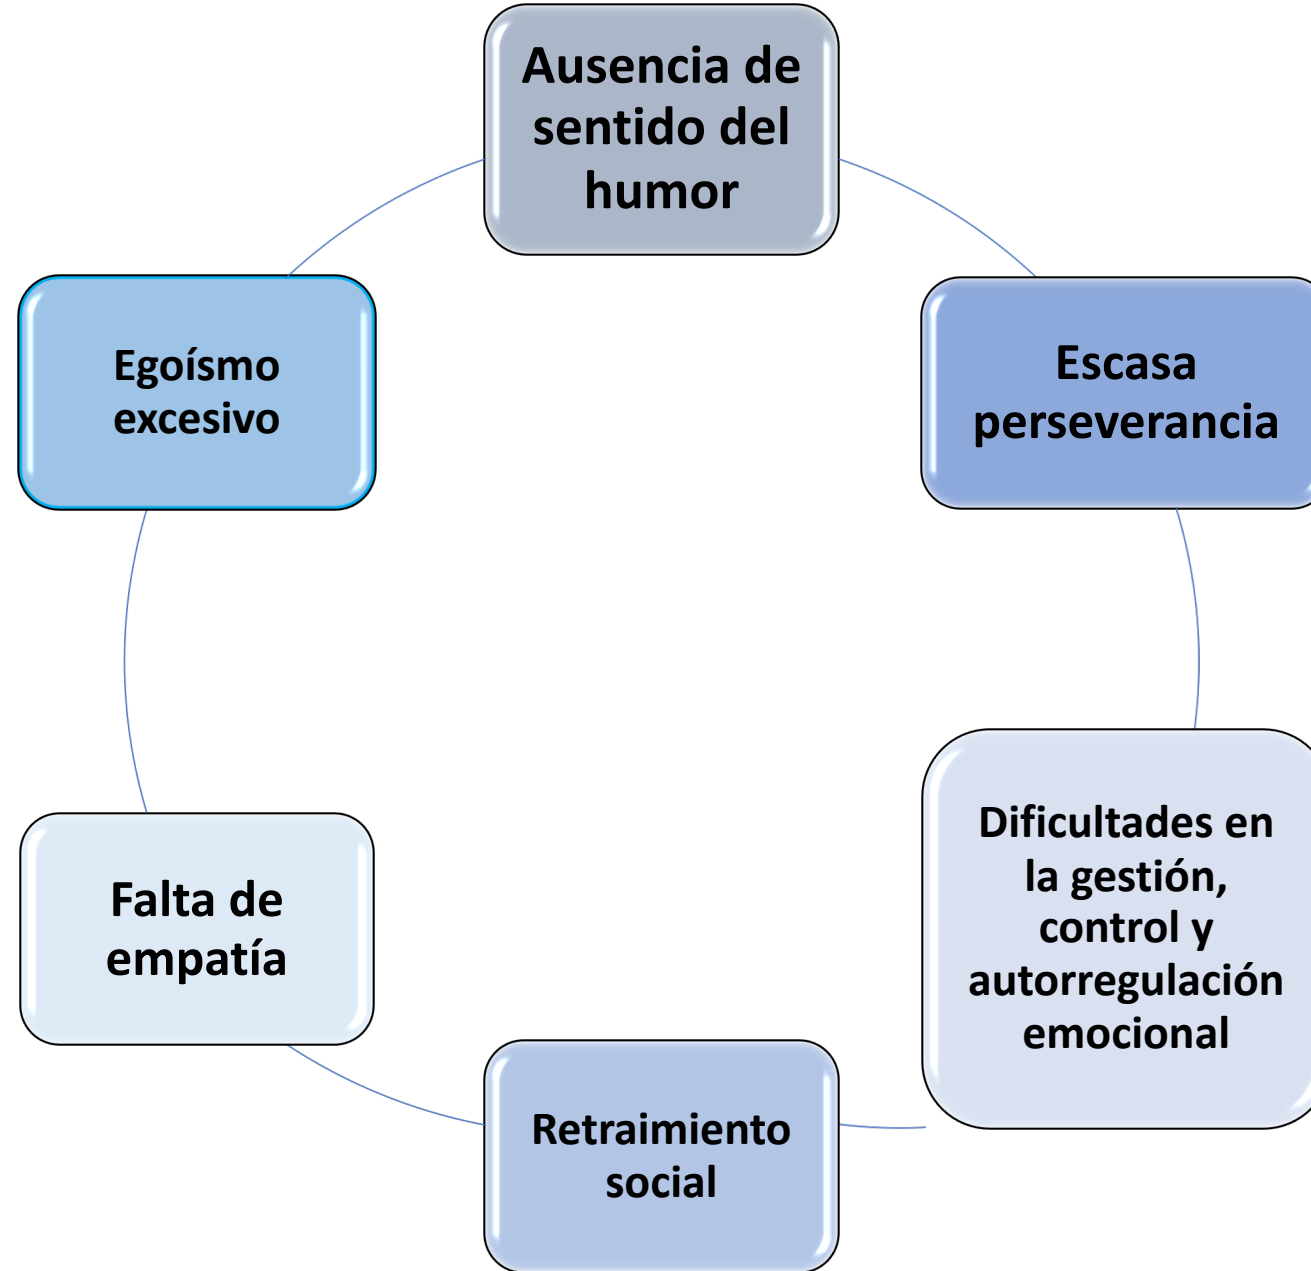 Ausencia de
sentido del
humor
Escasa
perseverancia
Dificultades en
la gestión,
control y
autorregulación
emocional
Retraimiento
social
Falta de
empatía
Egoísmo
excesivo